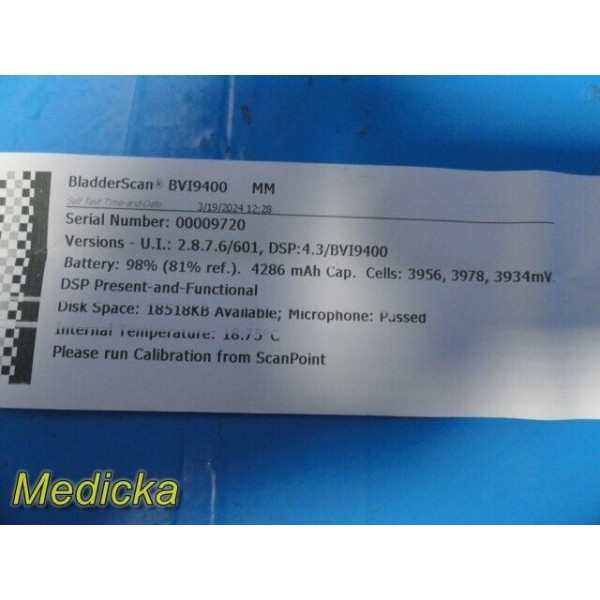 BladderScan® BVI9400 MM
Self Test Time-and-Date 3/19/2024 12:28
Serial Number: 00009720
Versions - U.I.: 2.8.7.6/601, DSP:4.3/BVI9400
Battery: 98% (81% ref.). 4286 mAh Cap. Cells: 3956, 3978, 3934mV
DSP Present-and-Functional
Disk Space: 18518KB Available; Microphone: Passed
Internal Temperature: 18.75°C
Please run Calibration from ScanPoint
Medicka